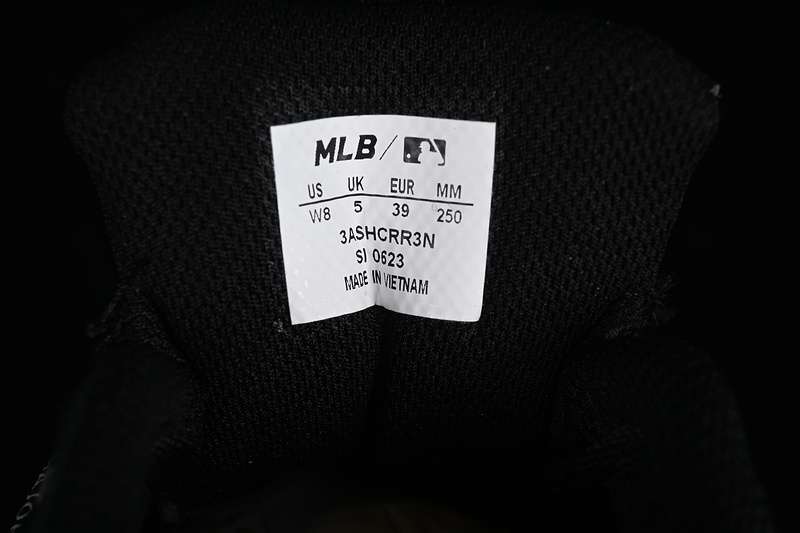 MLB /
US UK EUR MM
W8 5 39 250
3ASHCRR3N
SI 0623
MADE IN VIETNAM